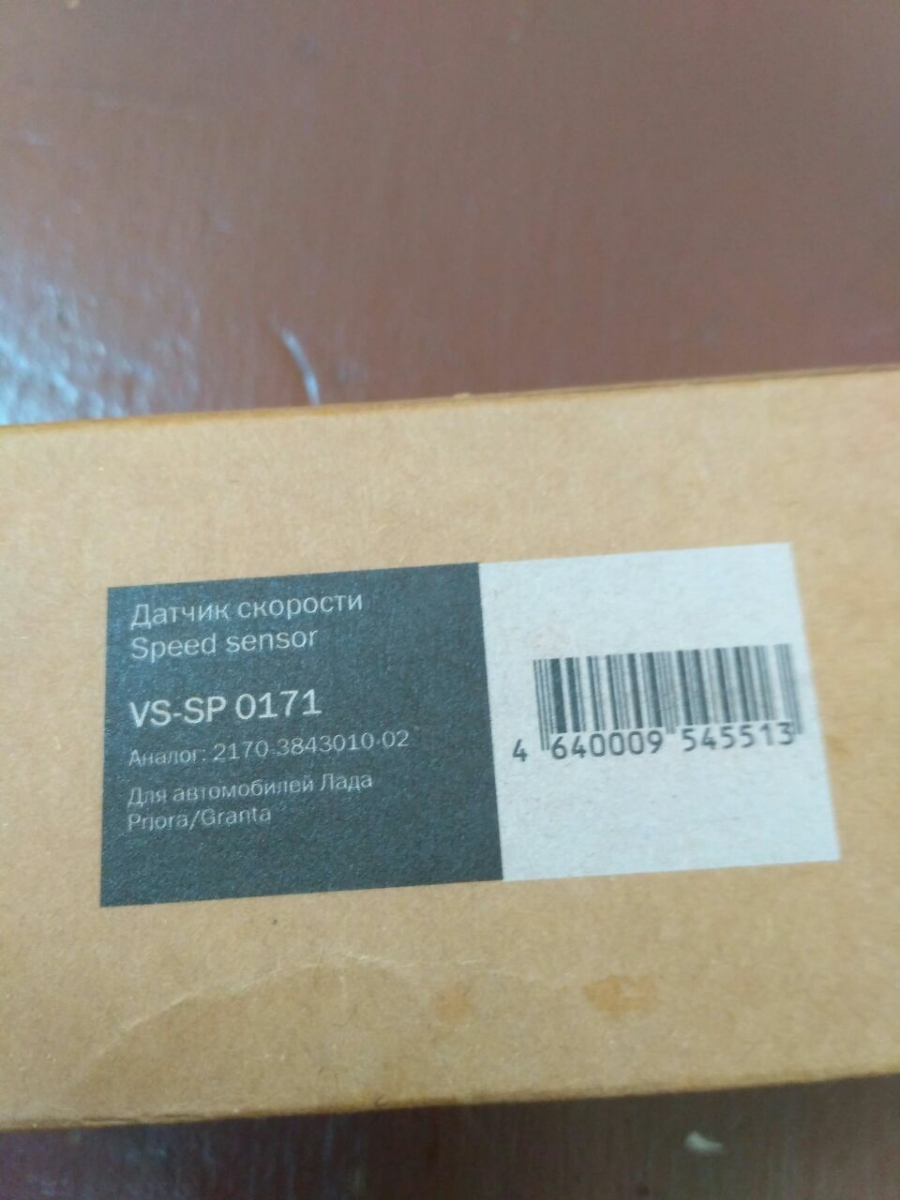 Датчик скорости
Speed sensor
VS-SP 0171
Аналог: 2170-3843010-02
Для автомобилей Лада
Priora/Granta
4 640009 545513